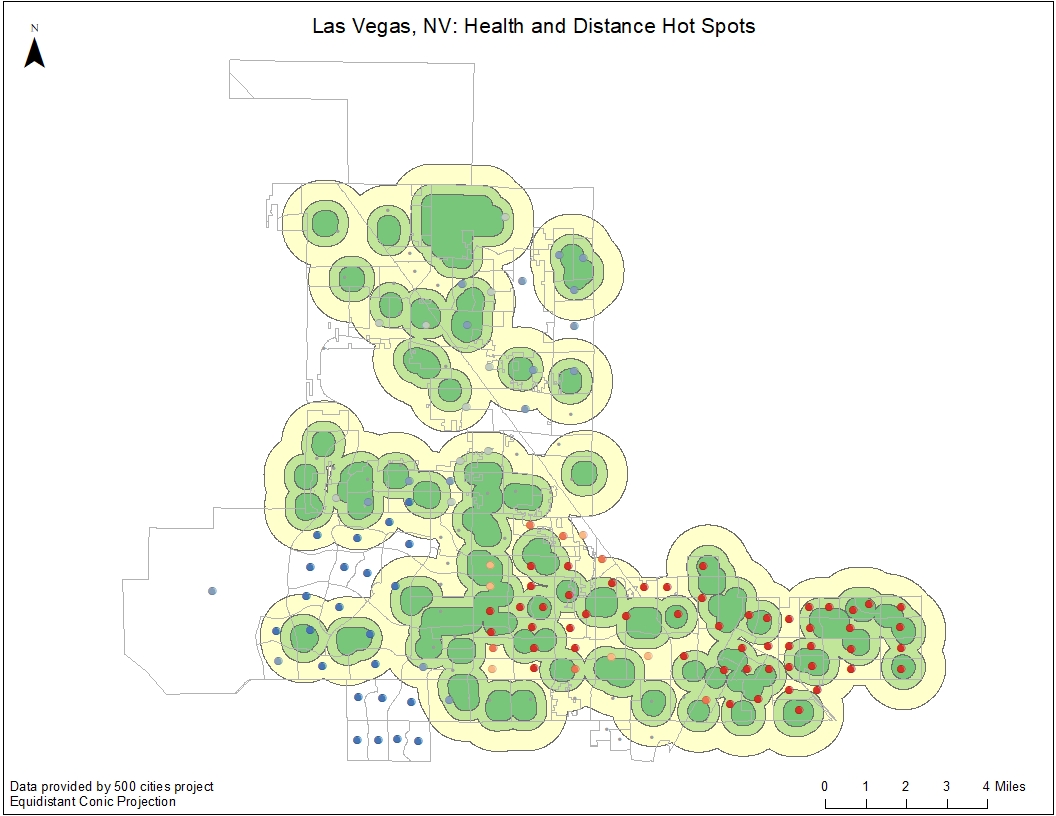 Las Vegas, NV: Health and Distance Hot Spots
N
Data provided by 500 cities project
Equidistant Conic Projection
0 1 2 3 4 Miles